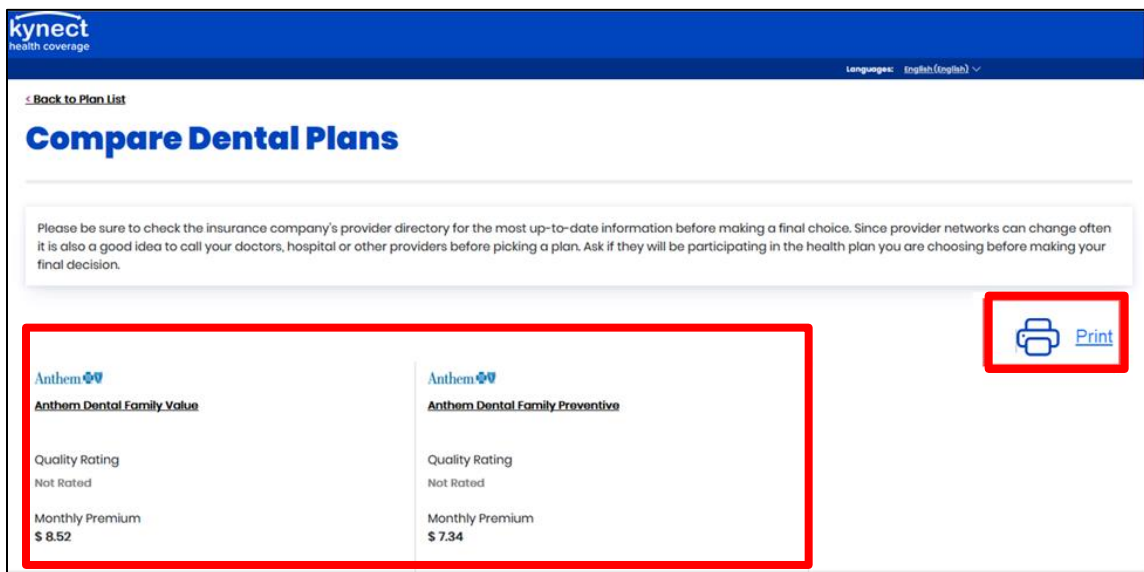 kynect
health coverage
Languages: English (English)
< Back to Plan List
Compare Dental Plans
Please be sure to check the insurance company's provider directory for the most up-to-date information before making a final choice. Since provider networks can change often
it is also a good idea to call your doctors, hospital or other providers before picking a plan. Ask if they will be participating in the health plan you are choosing before making your
final decision.
Print
Anthem
Anthem Dental Family Value
Quality Rating
Not Rated
Monthly Premium
$ 8.52
Anthem
Anthem Dental Family Preventive
Quality Rating
Not Rated
Monthly Premium
$ 7.34